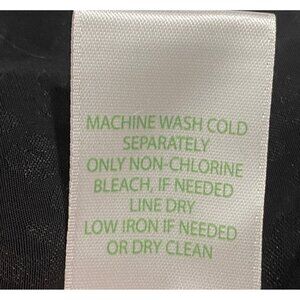 MACHINE WASH COLD
SEPARATELY
ONLY NON-CHLORINE
BLEACH, IF NEEDED
LINE DRY
LOW IRON IF NEEDED
OR DRY CLEAN